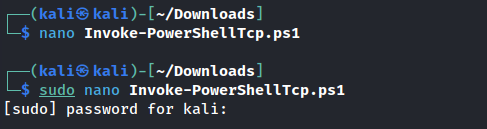 ┌──(kali㉿kali)-[~/Downloads]
└─$ nano Invoke-PowerShellTcp.ps1
┌──(kali㉿kali)-[~/Downloads]
└─$ sudo nano Invoke-PowerShellTcp.ps1
[sudo] password for kali: